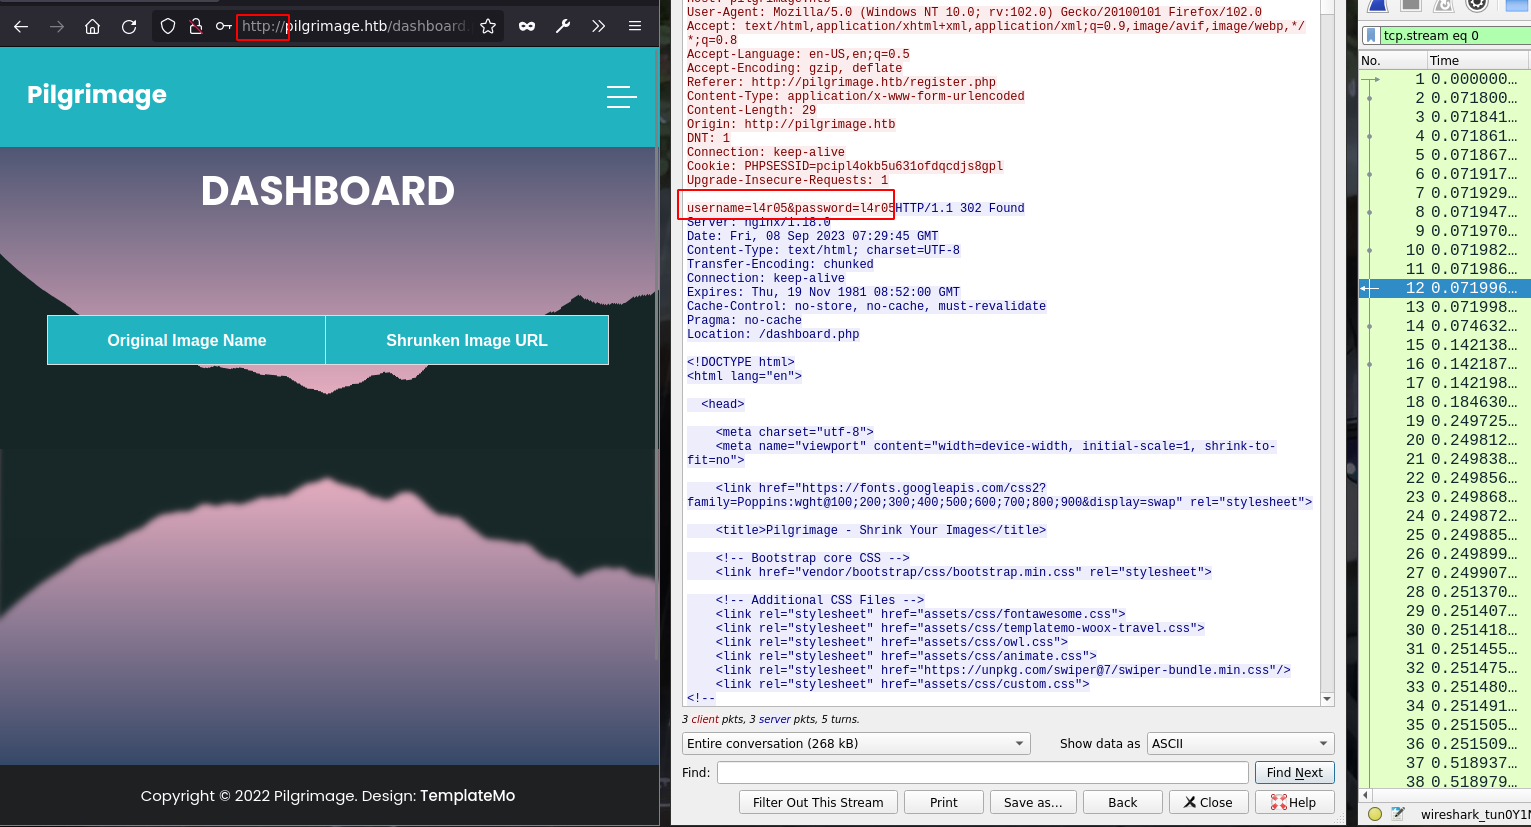 http://pilgrimage.htb/dashboard.
Pilgrimage
DASHBOARD
Original Image Name
Shrunken Image URL
Copyright © 2022 Pilgrimage. Design: TemplateMo
User-Agent: Mozilla/5.0 (Windows NT 10.0; rv:102.0) Gecko/20100101 Firefox/102.0
Accept: text/html,application/xhtml+xml,application/xml;q=0.9,image/avif,image/webp,*/
*;q=0.8
Accept-Language: en-US,en;q=0.5
Accept-Encoding: gzip, deflate
Referer: http://pilgrimage.htb/register.php
Content-Type: application/x-www-form-urlencoded
Content-Length: 29
Origin: http://pilgrimage.htb
DNT: 1
Connection: keep-alive
Cookie: PHPSESSID=pcipl4okb5u631ofdqcdjs8gpl
Upgrade-Insecure-Requests: 1
username=l4r05&password=l4r05HTTP/1.1 302 Found
Server: nginx/1.18.0
Date: Fri, 08 Sep 2023 07:29:45 GMT
Content-Type: text/html; charset=UTF-8
Transfer-Encoding: chunked
Connection: keep-alive
Expires: Thu, 19 Nov 1981 08:52:00 GMT
Cache-Control: no-store, no-cache, must-revalidate
Pragma: no-cache
Location: /dashboard.php
<!DOCTYPE html>
<html lang="en">
<head>
<meta charset="utf-8">
<meta name="viewport" content="width=device-width, initial-scale=1, shrink-to-
fit=no">
<link href="https://fonts.googleapis.com/css2?
family=Poppins:wght@100;200;300;400;500;600;700;800;900&display=swap" rel="stylesheet">
<title>Pilgrimage - Shrink Your Images</title>
<!-- Bootstrap core CSS -->
<link href="vendor/bootstrap/css/bootstrap.min.css" rel="stylesheet">
<!-- Additional CSS Files -->
<link rel="stylesheet" href="assets/css/fontawesome.css">
<link rel="stylesheet" href="assets/css/templatemo-woox-travel.css">
<link rel="stylesheet" href="assets/css/owl.css">
<link rel="stylesheet" href="assets/css/animate.css">
<link rel="stylesheet" href="https://unpkg.com/swiper@7/swiper-bundle.min.css"/>
<link rel="stylesheet" href="assets/css/custom.css">
<!--
3 client pkts, 3 server pkts, 5 turns.
Entire conversation (268 kB)
Show data as ASCII
Find:
Find Next
Filter Out This Stream
Print
Save as…
Back
Close
Help
tcp.stream eq 0
No. Time
1 0.000000…
2 0.071800…
3 0.071841…
4 0.071861…
5 0.071867…
6 0.071917…
7 0.071929…
8 0.071947…
9 0.071970…
10 0.071982…
11 0.071986…
12 0.071996…
13 0.071998…
14 0.074632…
15 0.142138…
16 0.142187…
17 0.142198…
18 0.184630…
19 0.249725…
20 0.249812…
21 0.249838…
22 0.249856…
23 0.249868…
24 0.249872…
25 0.249885…
26 0.249899…
27 0.249907…
28 0.251370…
29 0.251407…
30 0.251418…
31 0.251455…
32 0.251475…
33 0.251480…
34 0.251491…
35 0.251505…
36 0.251509…
37 0.518937…
38 0.518979…